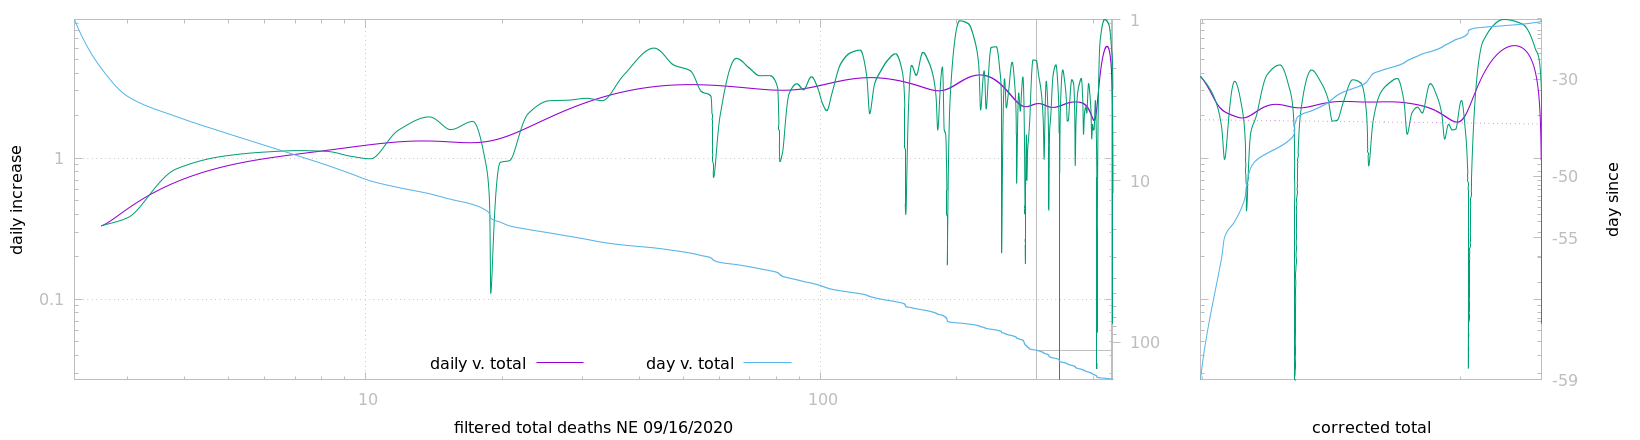 daily increase
1
0.1
1
10
100
daily v. total
day v. total
10
100
filtered total deaths NE 09/16/2020
-30
-50
-55
-59
day since
corrected total